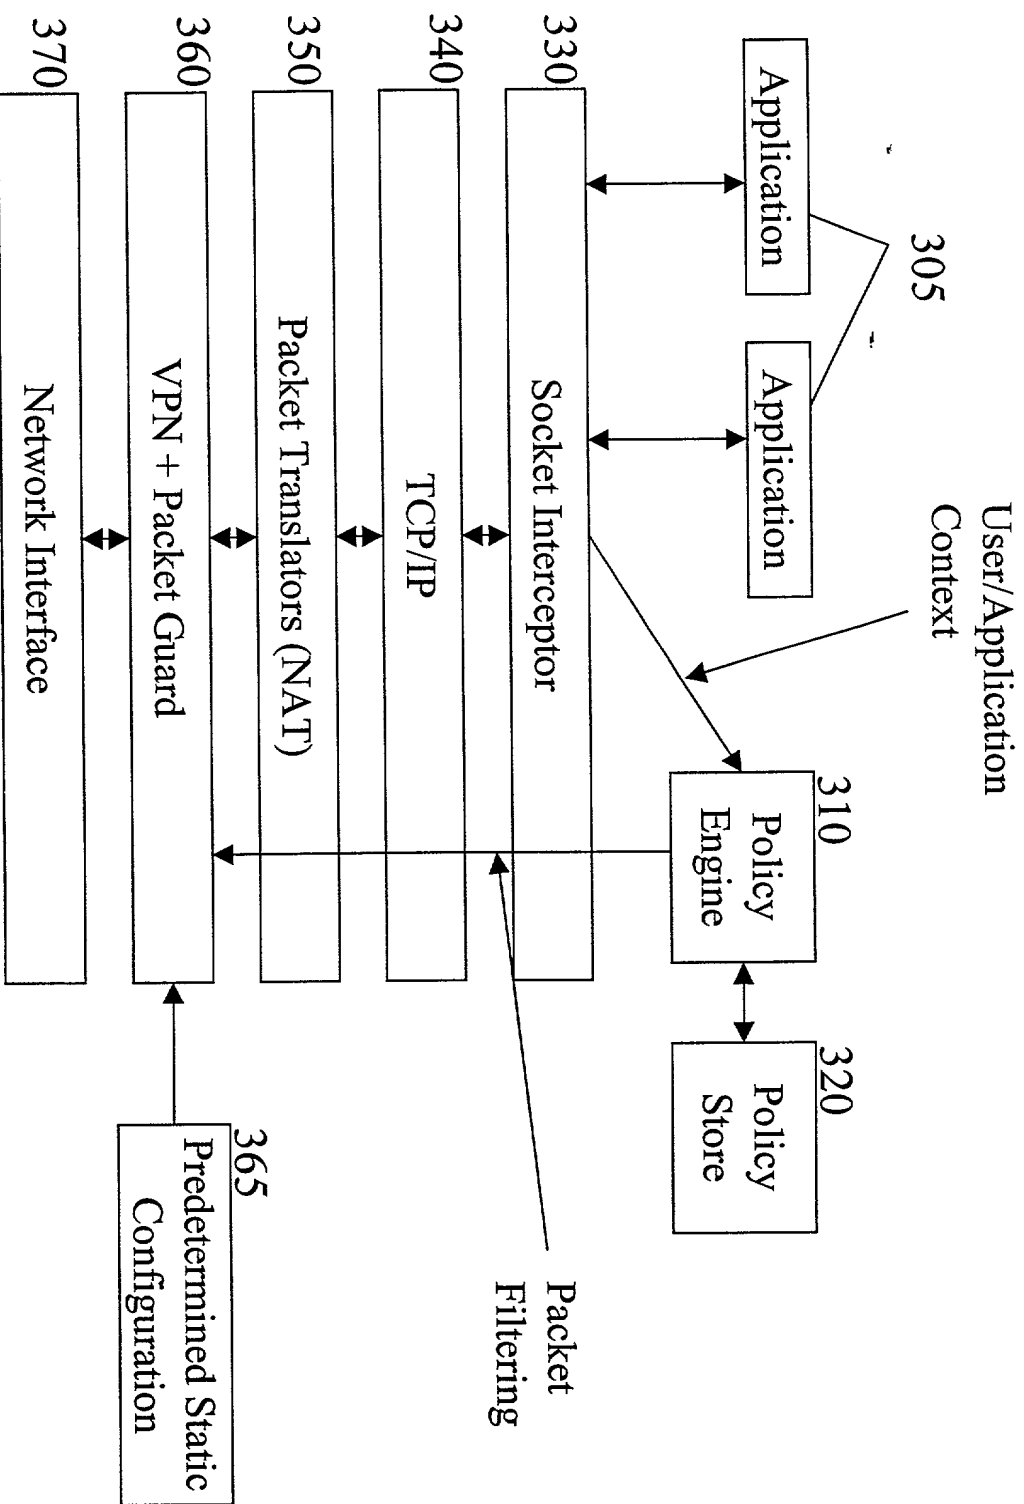 User/Application
Context
305
Application
Application
310
Policy
Engine
320
Policy
Store
330
Socket Interceptor
340
TCP/IP
Packet
Filtering
350
Packet Translators (NAT)
360
VPN + Packet Guard
365
Predetermined Static
Configuration
370
Network Interface